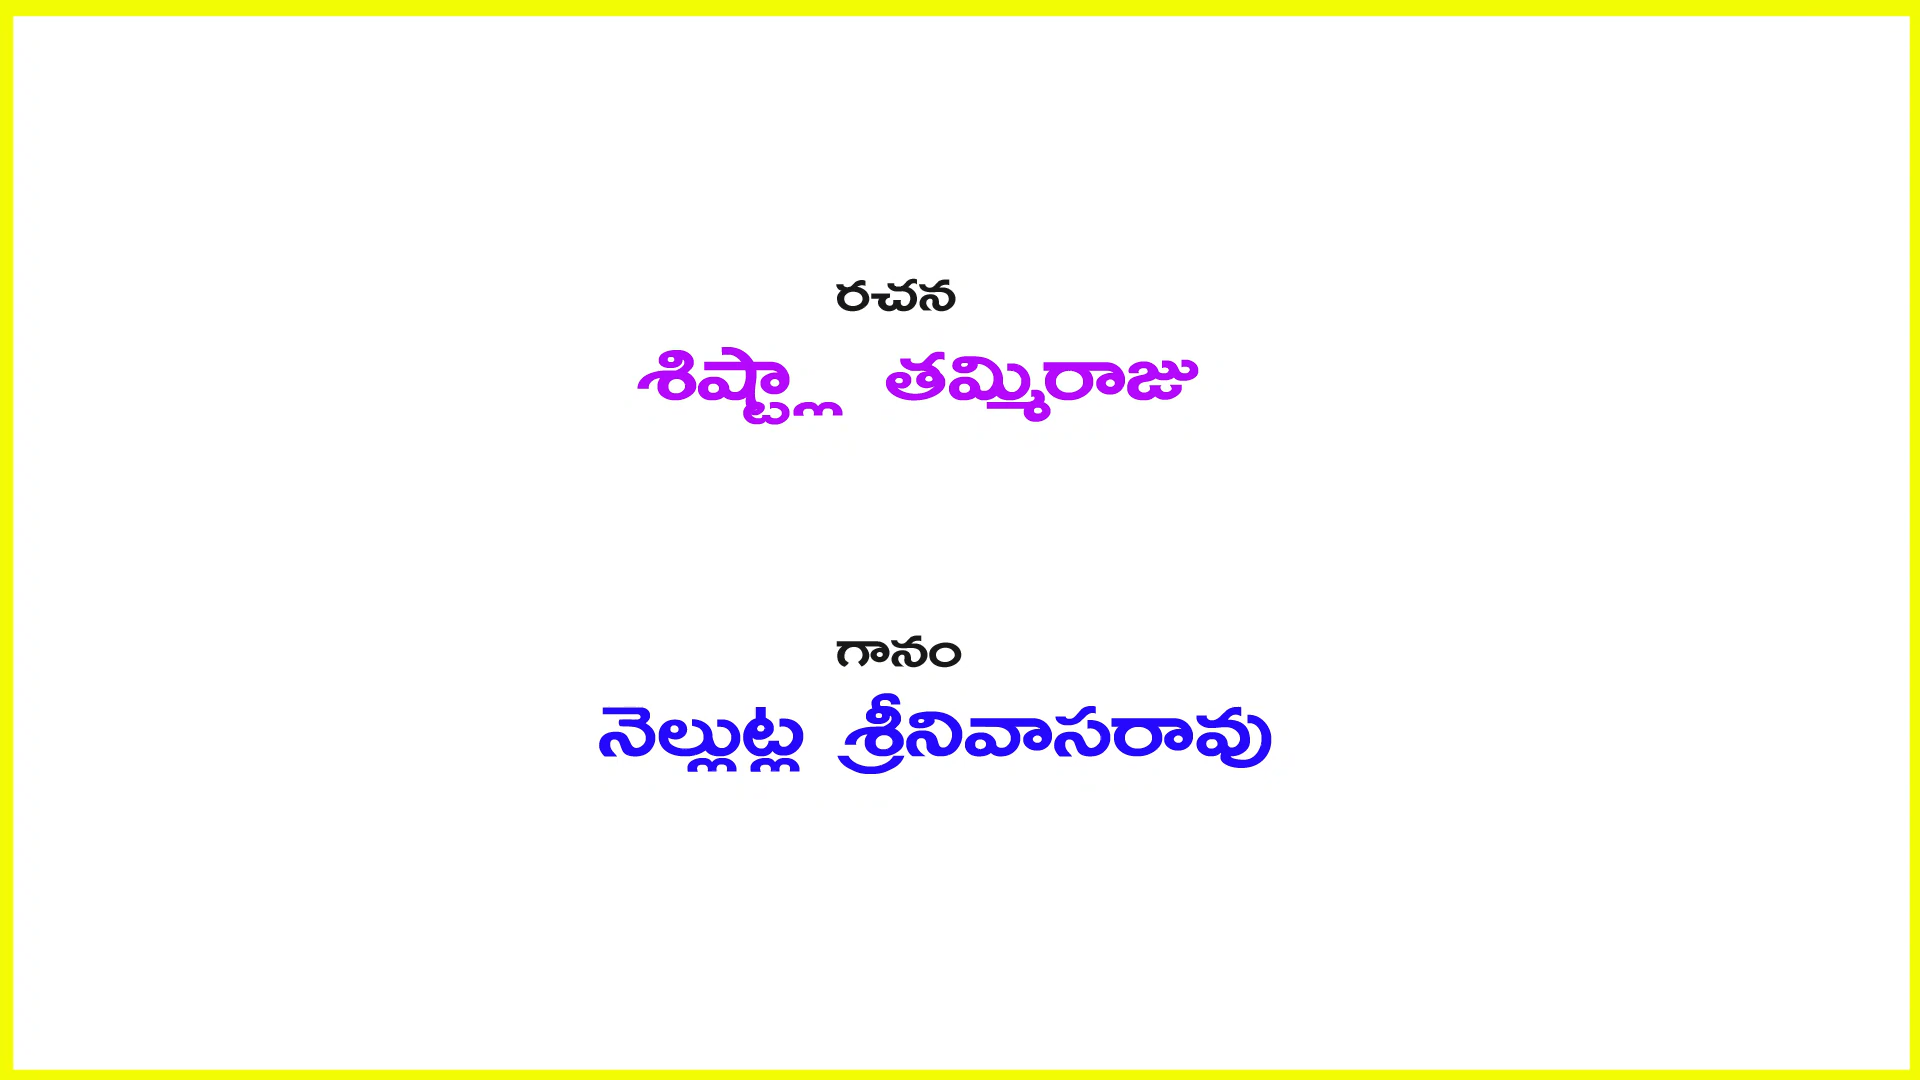 రచన
శిష్ట్లా తమ్మిరాజు
గానం
నెల్లుట్ల శ్రీనివాసరావు